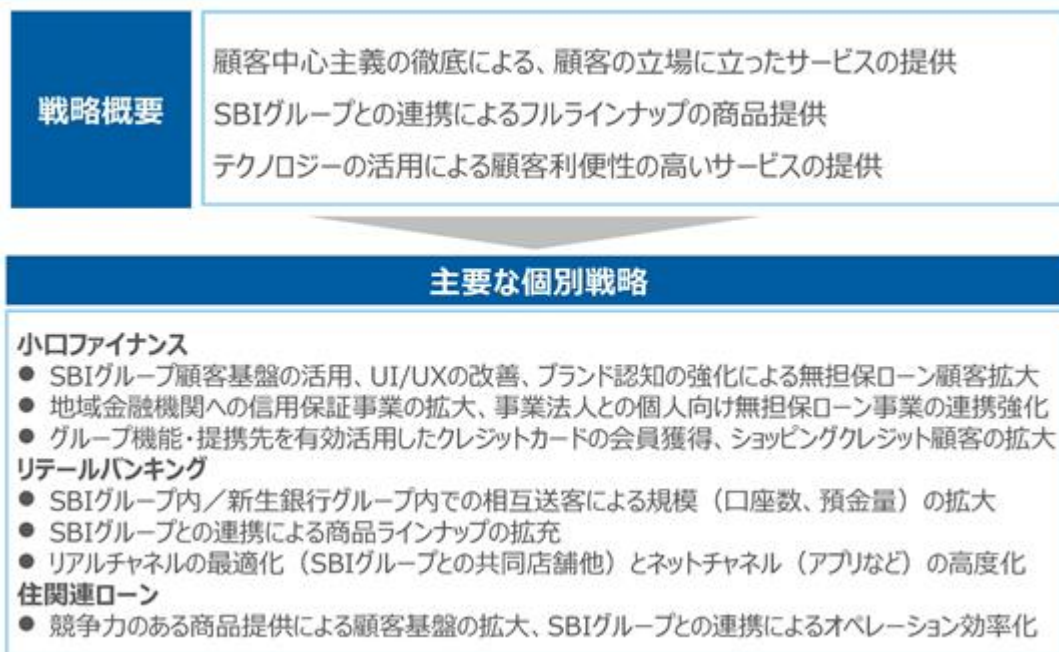 戦略概要
顧客中心主義の徹底による、顧客の立場に立ったサービスの提供
SBIグループとの連携によるフルラインナップの商品提供
テクノロジーの活用による顧客利便性の高いサービスの提供
主要な個別戦略
小口ファイナンス
● SBIグループ顧客基盤の活用、UI/UXの改善、ブランド認知の強化による無担保ローン顧客拡大
● 地域金融機関への信用保証事業の拡大、事業法人との個人向け無担保ローン事業の連携強化
● グループ機能・提携先を有効活用したクレジットカードの会員獲得、ショッピングクレジット顧客の拡大
リテールバンキング
● SBIグループ内／新生銀行グループ内での相互送客による規模（口座数、預金量）の拡大
● SBIグループとの連携による商品ラインナップの拡充
● リアルチャネルの最適化（SBIグループとの共同店舗他）とネットチャネル（アプリなど）の高度化
住関連ローン
● 競争力のある商品提供による顧客基盤の拡大、SBIグループとの連携によるオペレーション効率化